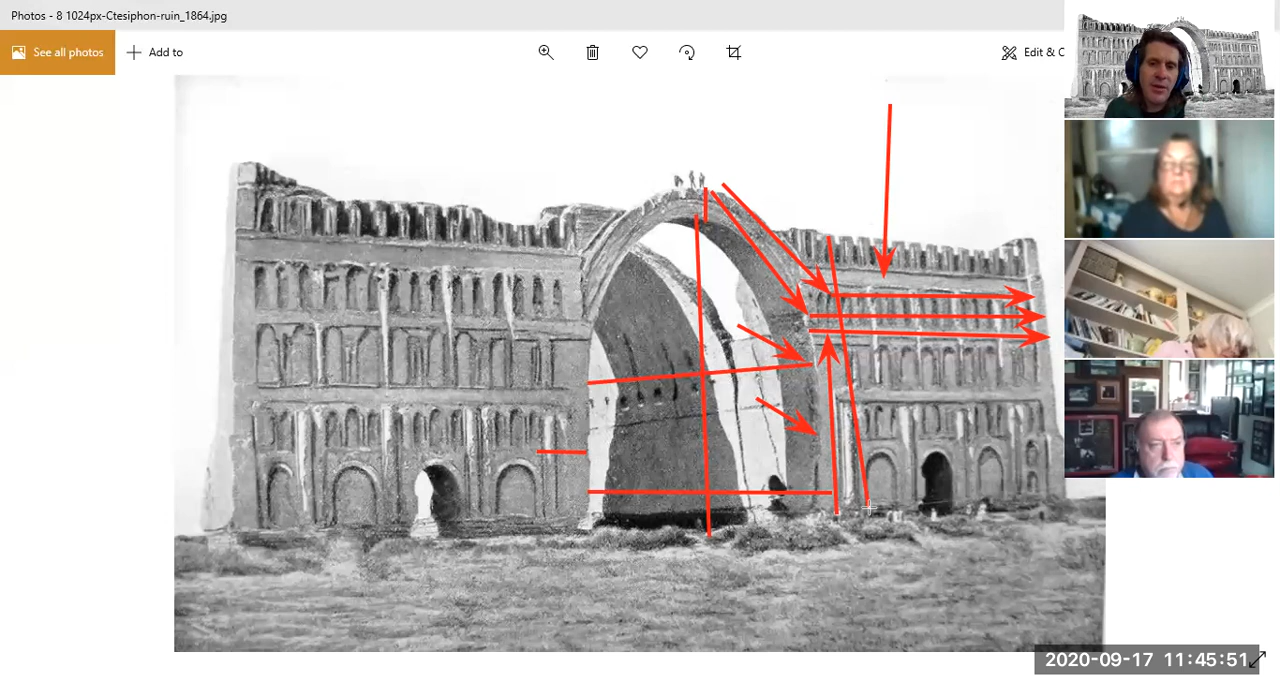 Photos - 8 1024px-Ctesiphon-ruin_1864.jpg
See all photos
Add to
Edit & C
2020-09-17 11:45:51